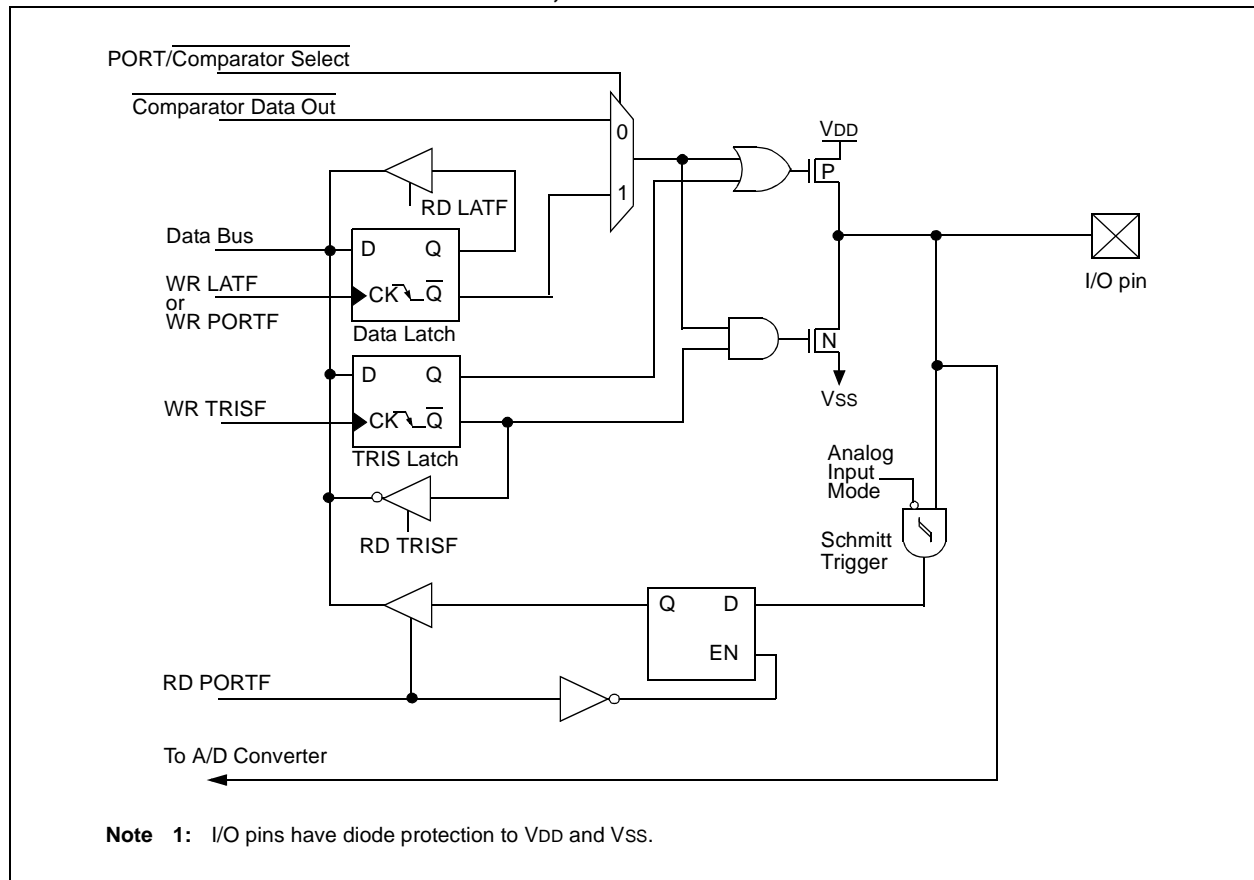 PORT/Comparator Select
Comparator Data Out
0
1
VDD
P
RD LATF
Data Bus
D Q
WR LATF
or
WR PORTF
CK Q
Data Latch
I/O pin
N
VSS
D Q
WR TRISF
CK Q
TRIS Latch
RD TRISF
Analog
Input
Mode
Schmitt
Trigger
Q D
EN
RD PORTF
To A/D Converter
Note 1: I/O pins have diode protection to VDD and VSS.